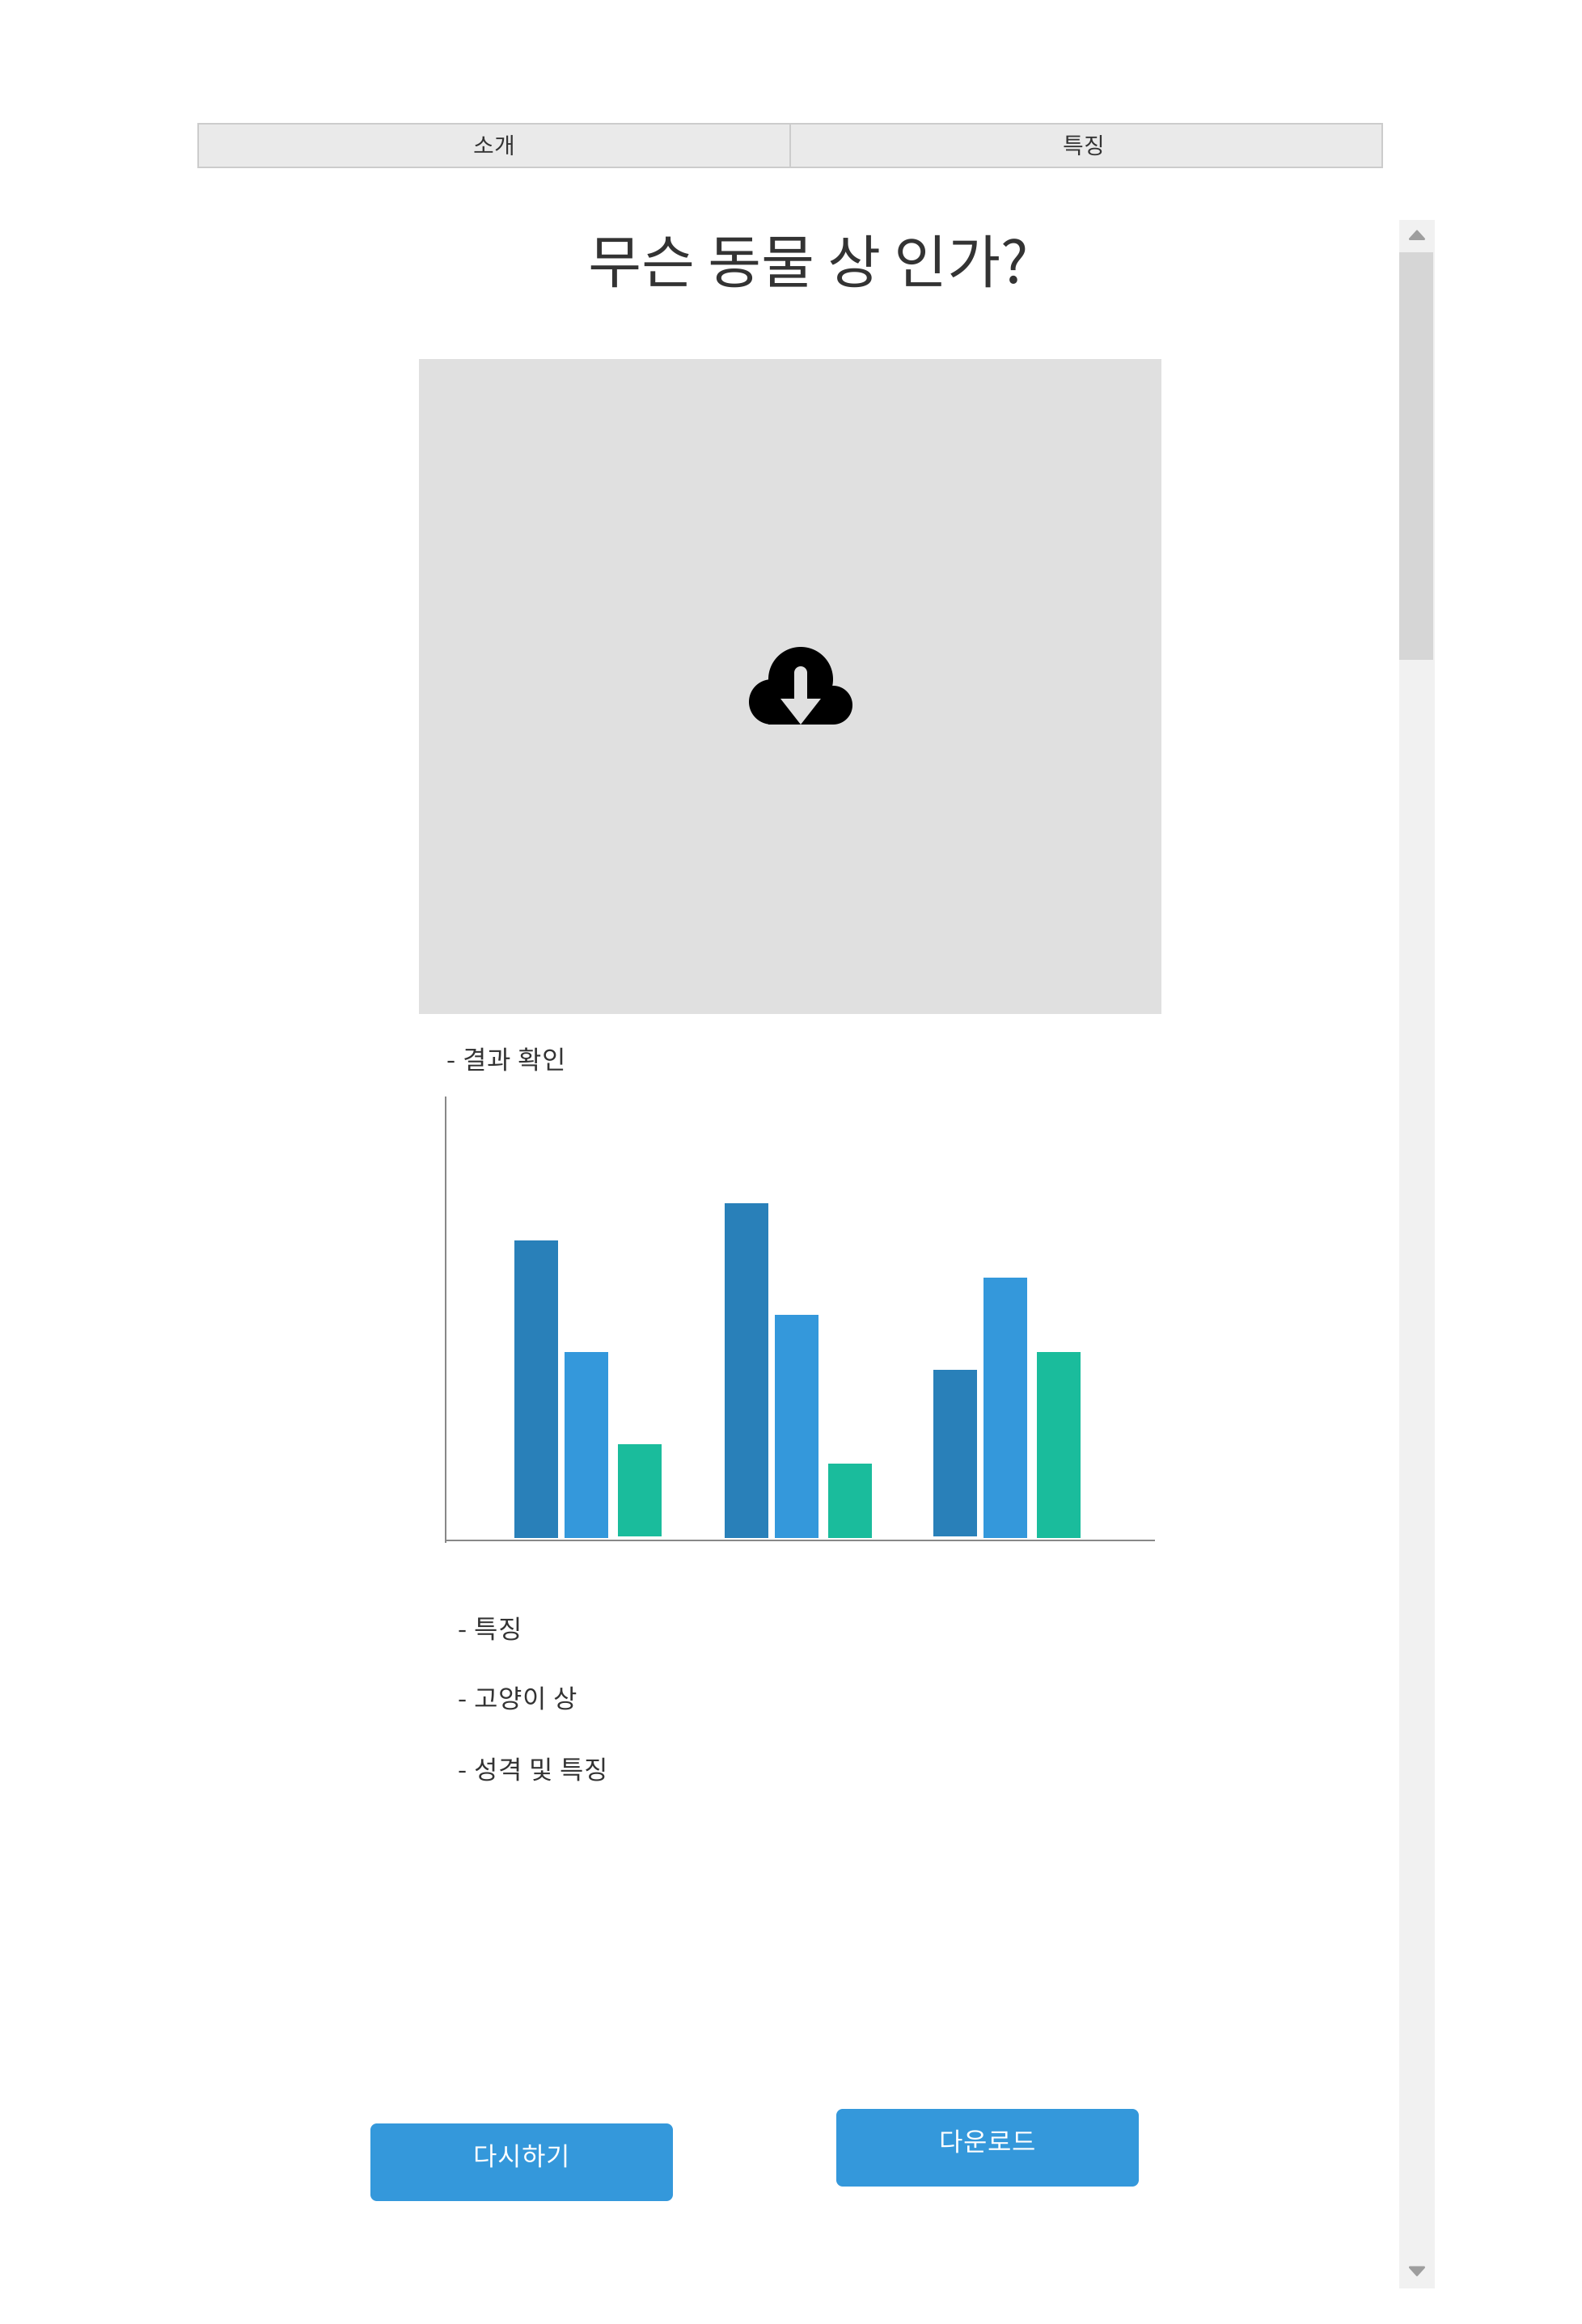 소개
특징
무슨 동물 상 인가?
- 결과 확인
- 특징
- 고양이 상
- 성격 및 특징
다시하기
다운로드